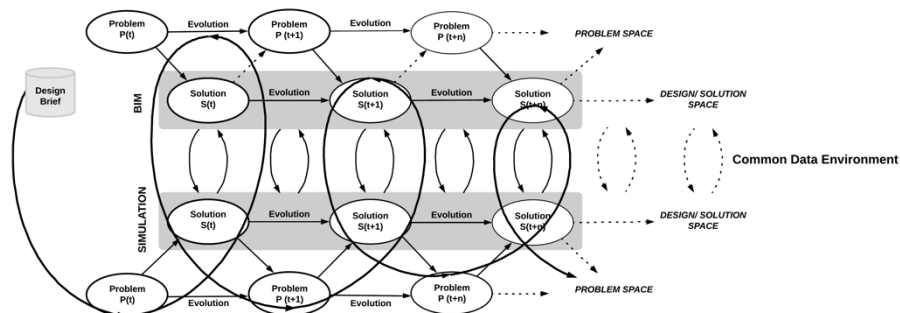 Problem
P(t)
Evolution
Problem
P (t+1)
Evolution
Problem
P (t+n)
PROBLEM SPACE
Design
Brief
BIM
Solution
S(t)
Evolution
Solution
S(t+1)
Evolution
Solution
S(t+n)
DESIGN/ SOLUTION
SPACE
Common Data Environment
SIMULATION
Solution
S(t)
Evolution
Solution
S(t+1)
Evolution
Solution
S(t+n)
DESIGN/ SOLUTION
SPACE
Problem
P(t)
Evolution
Problem
P (t+1)
Evolution
Problem
P (t+n)
PROBLEM SPACE